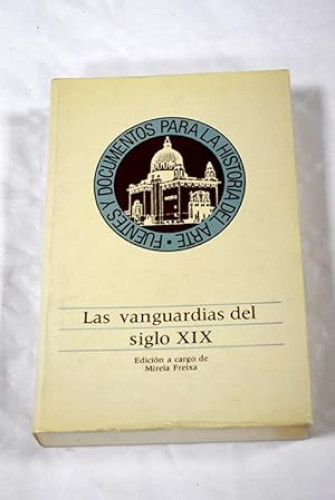 FUENTES Y DOCUMENTOS PARA LA HISTORIA DEL ARTE ·
Las vanguardias del
siglo XIX
Edición a cargo de
Mireia Freixa